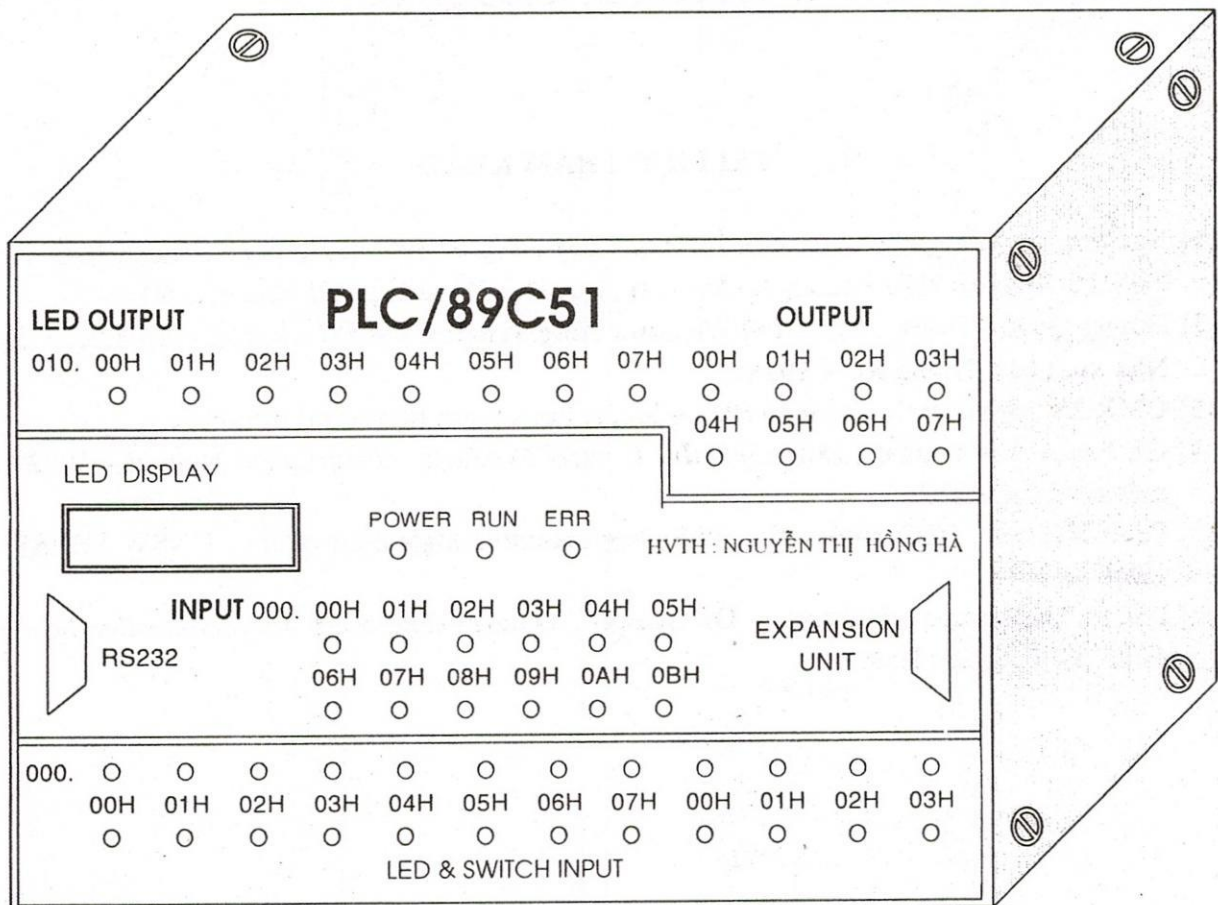 PLC/89C51
LED OUTPUT OUTPUT
010. 00H 01H 02H 03H 04H 05H 06H 07H 00H 01H 02H 03H
04H 05H 06H 07H
LED DISPLAY
POWER RUN ERR
HVTH : NGUYỄN THỊ HỒNG HÀ
INPUT 000. 00H 01H 02H 03H 04H 05H
RS232
EXPANSION
UNIT
06H 07H 08H 09H 0AH 0BH
000.
00H 01H 02H 03H 04H 05H 06H 07H 00H 01H 02H 03H
LED & SWITCH INPUT